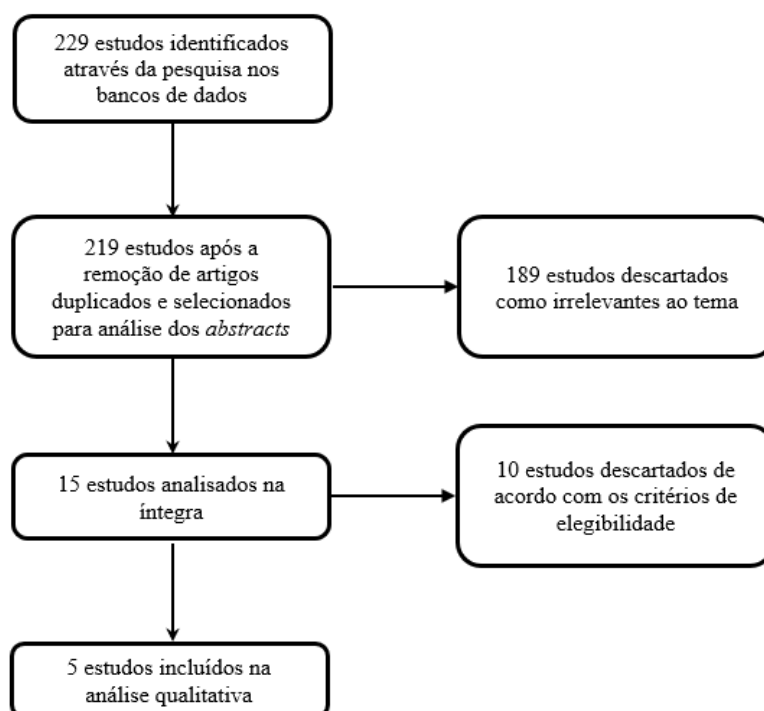 229 estudos identificados
através da pesquisa nos
bancos de dados
219 estudos após a
remoção de artigos
duplicados e selecionados
para análise dos abstracts
189 estudos descartados
como irrelevantes ao tema
15 estudos analisados na
íntegra
10 estudos descartados de
acordo com os critérios de
elegibilidade
5 estudos incluídos na
análise qualitativa